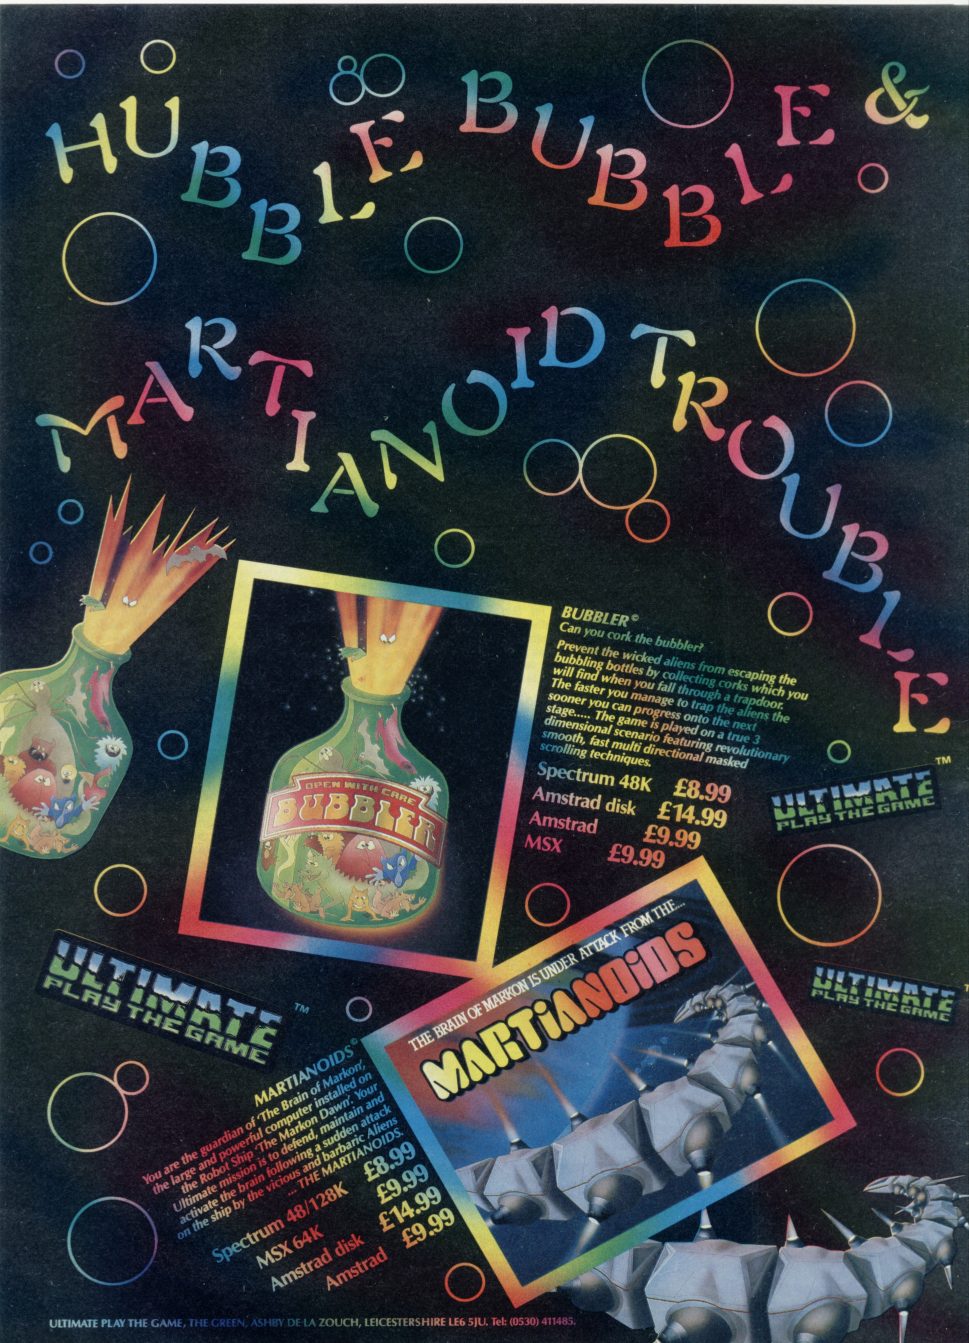 HUBBLE BUBBLE &
MARTIANOID TROUBLE
BUBBLER©
Can you cork the bubbler?
Prevent the wicked aliens from escaping the
bubbling bottles by collecting corks which you
will find when you fall through a trapdoor.
The faster you manage to trap the aliens the
sooner you can progress onto the next
stage..... The game is played on a true 3
dimensional scenario featuring revolutionary
smooth, fast multi directional masked
scrolling techniques.
Spectrum 48K £8.99
Amstrad disk £14.99
Amstrad £9.99
MSX £9.99
OPEN WITH CARE
BUBBLER
ULTIMATE
PLAY THE GAME
TM
ULTIMATE
PLAY THE GAME
TM
ULTIMATE
PLAY THE GAME
THE BRAIN OF MARKON IS UNDER ATTACK FROM THE...
MARTIANOIDS
MARTIANOIDS©
You are the guardian of 'The Brain of Markon',
the large and powerful computer installed on
the Robot Ship 'The Markon Dawn'. Your
Ultimate mission is to defend, maintain and
activate the brain following a sudden attack
on the ship by the vicious and barbaric Aliens
... THE MARTIANOIDS.
Spectrum 48/128K £8.99
MSX 64K £9.99
Amstrad disk £14.99
Amstrad £9.99
ULTIMATE PLAY THE GAME, THE GREEN, ASHBY DE LA ZOUCH, LEICESTERSHIRE LE6 5JU. Tel: (0530) 411485.